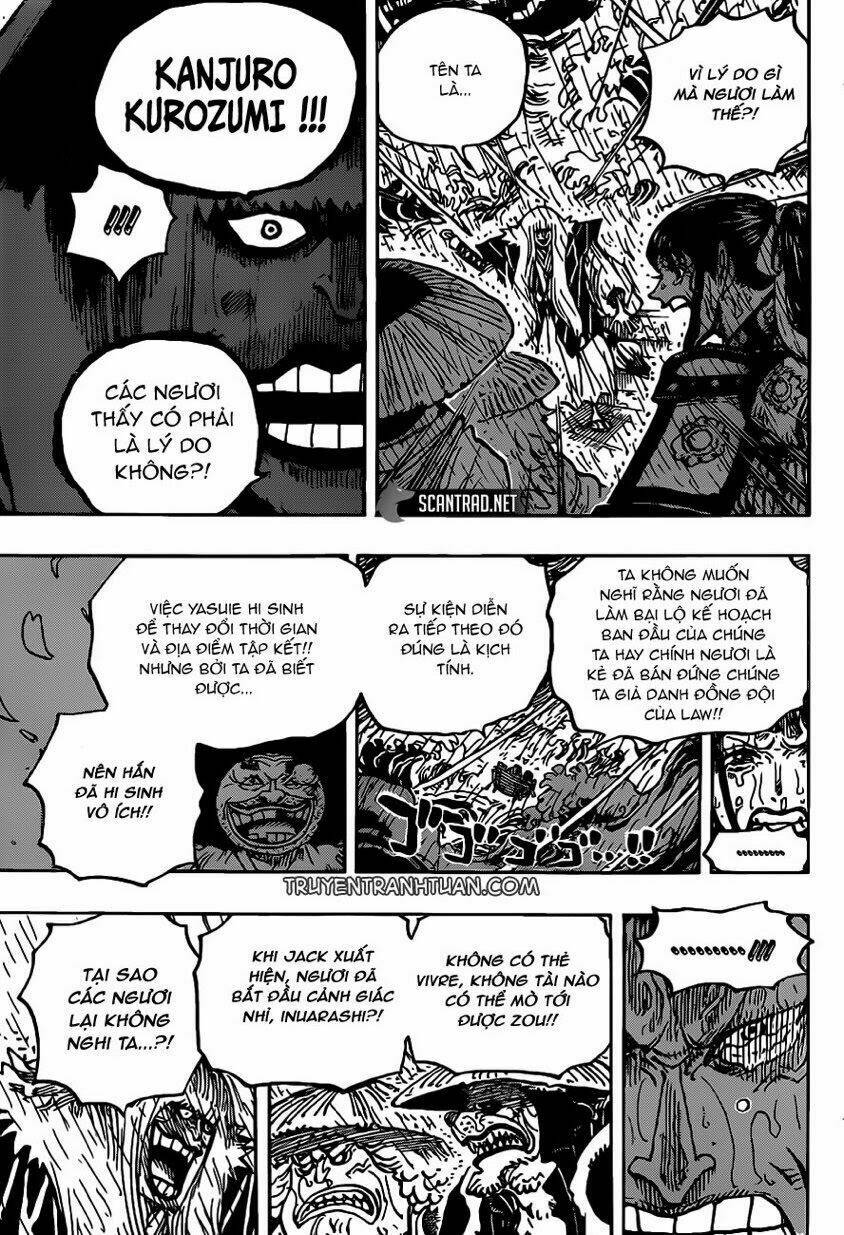 VÌ LÝ DO GÌ
MÀ NGƯƠI LÀM
THẾ?!
TÊN TA
LÀ...
KANJURO
KUROZUMI !!!
!!!
CÁC NGƯƠI
THẤY CÓ PHẢI
LÀ LÝ DO
KHÔNG?!
SCANTRAD.NET
TA KHÔNG MUỐN
NGHĨ RẰNG NGƯƠI ĐÃ
LÀM BẠI LỘ KẾ HOẠCH
BAN ĐẦU CỦA CHÚNG
TA HAY CHÍNH NGƯƠI LÀ
KẺ ĐÃ BÁN ĐỨNG CHÚNG
TA GIẢ DANH ĐỒNG ĐỘI
CỦA LAW!!
..........
SỰ KIỆN DIỄN
RA TIẾP THEO ĐÓ
ĐÚNG LÀ KỊCH
TÍNH.
ゴゴゴゴ...!!
VIỆC YASUIE HI SINH
ĐỂ THAY ĐỔI THỜI GIAN
VÀ ĐỊA ĐIỂM TẬP KẾT!!
NHƯNG BỞI TA ĐÃ BIẾT
ĐƯỢC...
NÊN HẮN
ĐÃ HI SINH
VÔ ÍCH!!
TRUYENTRANHTUAN.COM
..........!!!
KHÔNG CÓ THẺ
VIVRE, KHÔNG TÀI NÀO
CÓ THỂ MÒ TỚI
ĐƯỢC ZOU!!
KHI JACK XUẤT
HIỆN, NGƯƠI ĐÃ
BẮT ĐẦU CẢNH GIÁC
NHỈ, INUARASHI?!
TẠI SAO
CÁC NGƯƠI
LẠI KHÔNG
NGHI TA...?!